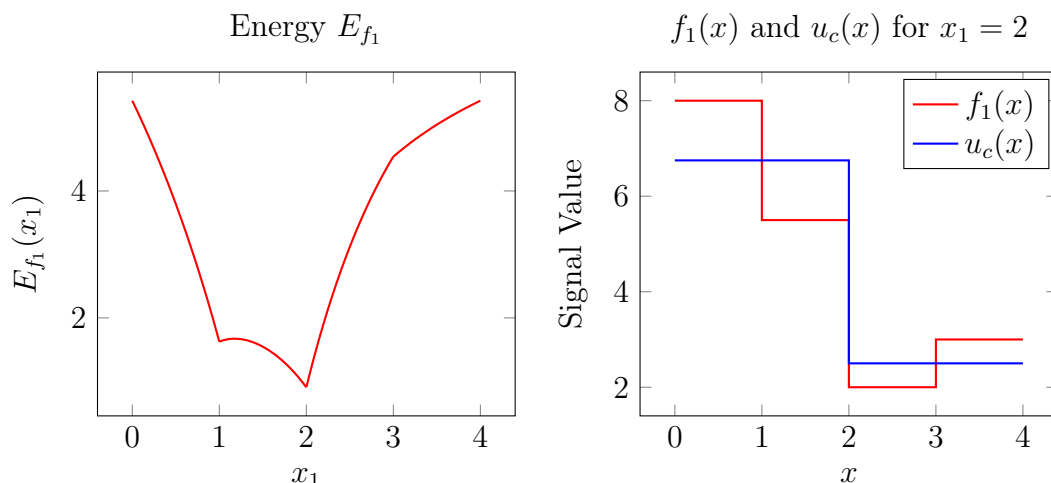 Energy E_{f_1}
4
2
E_{f_1}(x_1)
0 1 2 3 4
x_1
f_1(x) and u_c(x) for x_1 = 2
8
6
4
2
Signal Value
f_1(x)
u_c(x)
0 1 2 3 4
x